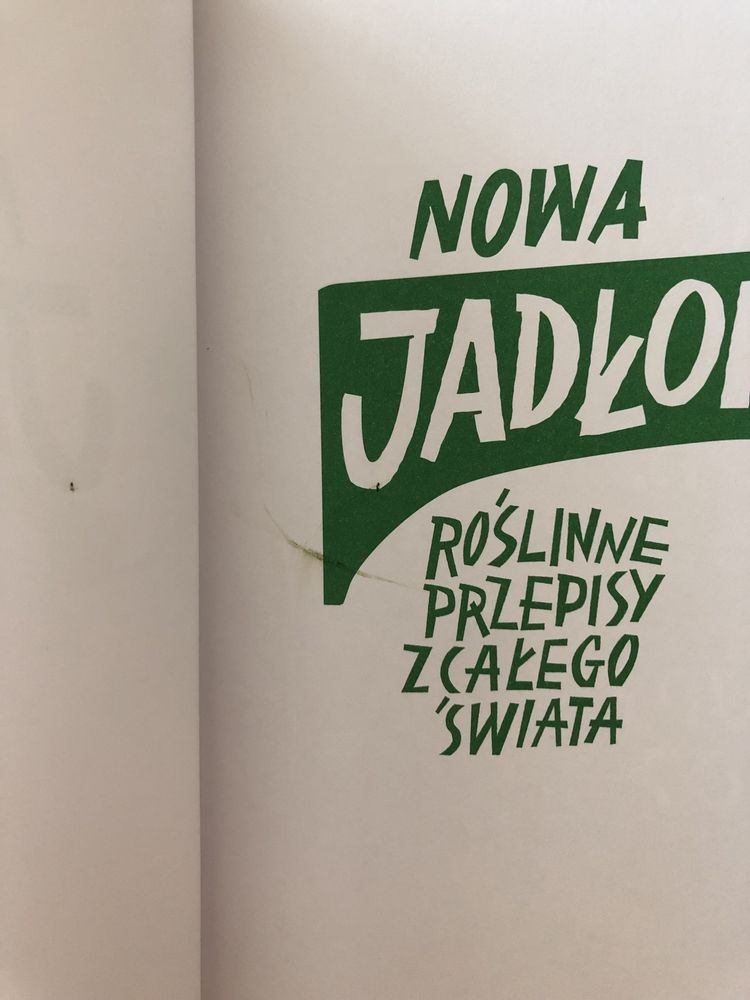 NOWA
JADŁO
ROŚLINNE
PRZEPISY
Z CAŁEGO
ŚWIATA